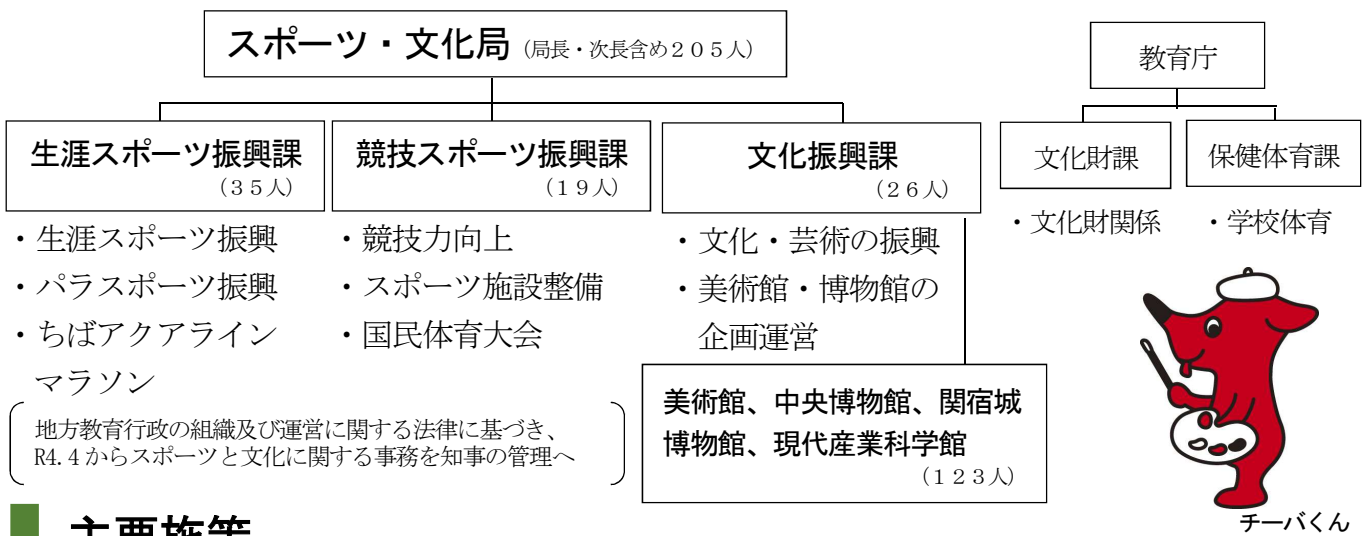 スポーツ・文化局（局長・次長含め２０５人）
生涯スポーツ振興課
（３５人）
・生涯スポーツ振興
・パラスポーツ振興
・ちばアクアライン
マラソン
競技スポーツ振興課
（１９人）
・競技力向上
・スポーツ施設整備
・国民体育大会
文化振興課
（２６人）
・文化・芸術の振興
・美術館・博物館の
企画運営
美術館、中央博物館、関宿城
博物館、現代産業科学館
（１２３人）
地方教育行政の組織及び運営に関する法律に基づき、
R4.4からスポーツと文化に関する事務を知事の管理へ
教育庁
文化財課
・文化財関係
保健体育課
・学校体育
チーバくん
主要施策